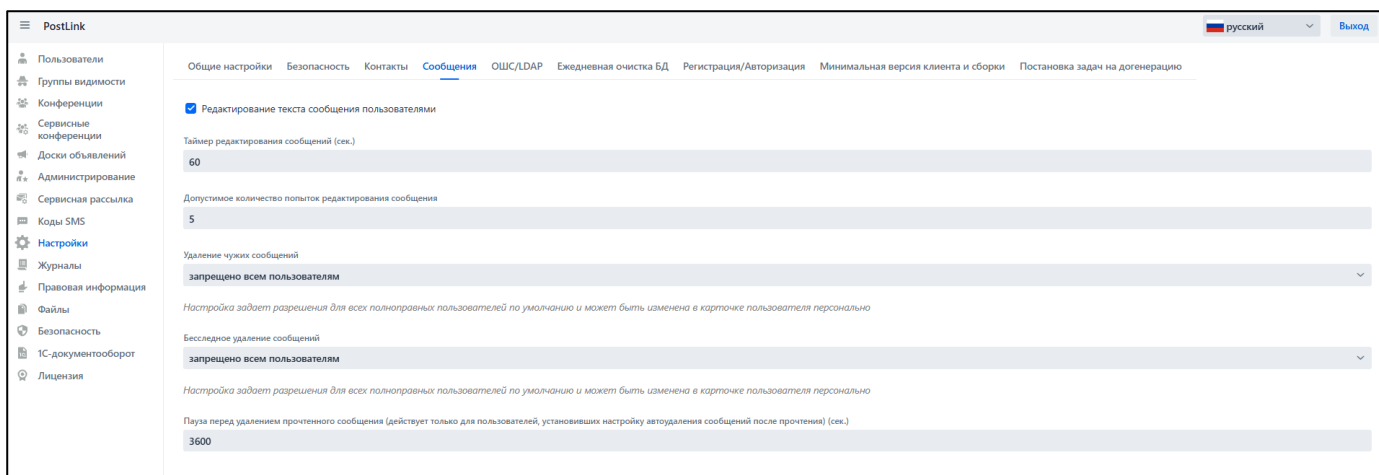 PostLink
русский
Выход
Пользователи
Группы видимости
Конференции
Сервисные
конференции
Доски объявлений
Администрирование
Сервисная рассылка
Коды SMS
Настройки
Журналы
Правовая информация
Файлы
Безопасность
1С-документооборот
Лицензия
Общие настройки Безопасность Контакты Сообщения ОШС/LDAP Ежедневная очистка БД Регистрация/Авторизация Минимальная версия клиента и сборки Постановка задач на догенерацию
Редактирование текста сообщения пользователями
Таймер редактирования сообщений (сек.)
60
Допустимое количество попыток редактирования сообщения
5
Удаление чужих сообщений
запрещено всем пользователям
Настройка задает разрешения для всех полноправных пользователей по умолчанию и может быть изменена в карточке пользователя персонально
Бесследное удаление сообщений
запрещено всем пользователям
Настройка задает разрешения для всех полноправных пользователей по умолчанию и может быть изменена в карточке пользователя персонально
Пауза перед удалением прочтенного сообщения (действует только для пользователей, установивших настройку автоудаления сообщений после прочтения) (сек.)
3600